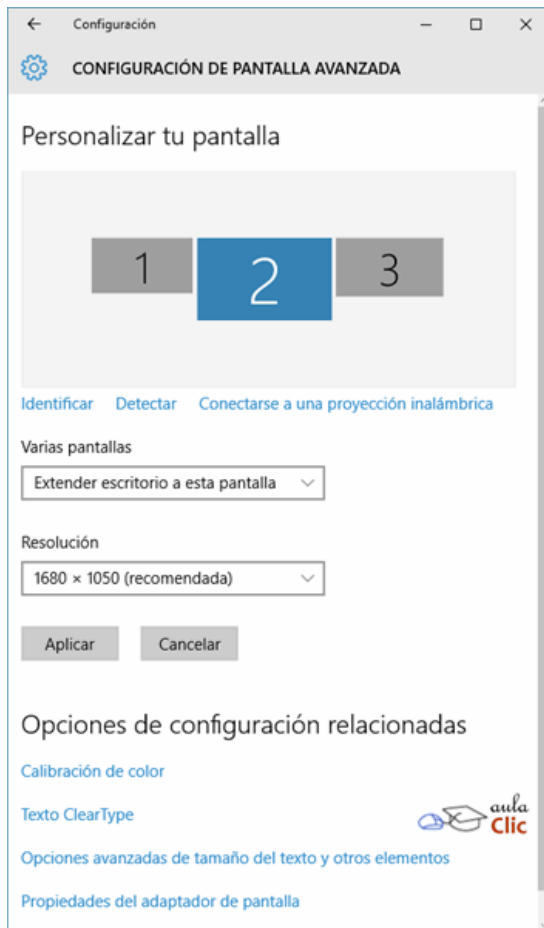 Configuración
CONFIGURACIÓN DE PANTALLA AVANZADA
Personalizar tu pantalla
1 2 3
Identificar Detectar Conectarse a una proyección inalámbrica
Varias pantallas
Extender escritorio a esta pantalla
Resolución
1680 × 1050 (recomendada)
Aplicar Cancelar
Opciones de configuración relacionadas
Calibración de color
Texto ClearType
aula
Clic
Opciones avanzadas de tamaño del texto y otros elementos
Propiedades del adaptador de pantalla